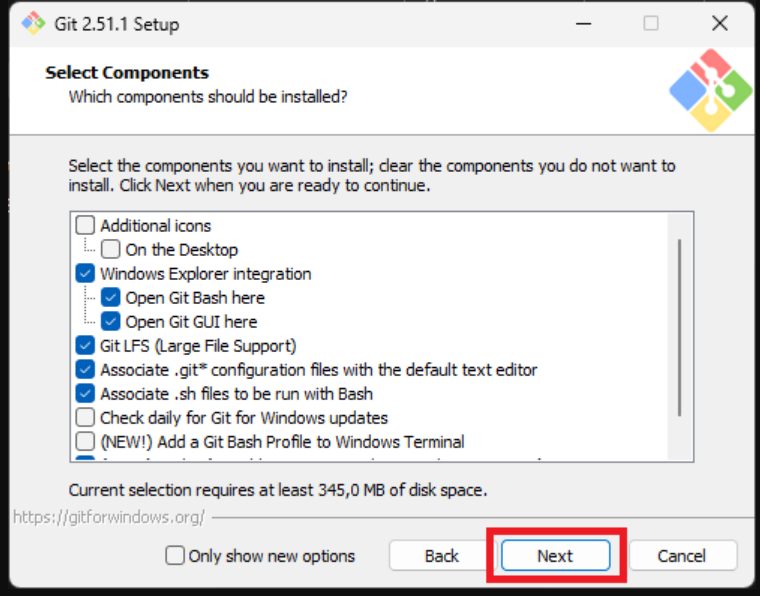 Git 2.51.1 Setup
Select Components
Which components should be installed?
Select the components you want to install; clear the components you do not want to
install. Click Next when you are ready to continue.
Additional icons
On the Desktop
Windows Explorer integration
Open Git Bash here
Open Git GUI here
Git LFS (Large File Support)
Associate .git* configuration files with the default text editor
Associate .sh files to be run with Bash
Check daily for Git for Windows updates
(NEW!) Add a Git Bash Profile to Windows Terminal
Current selection requires at least 345,0 MB of disk space.
https://gitforwindows.org/
Only show new options
Back
Next
Cancel